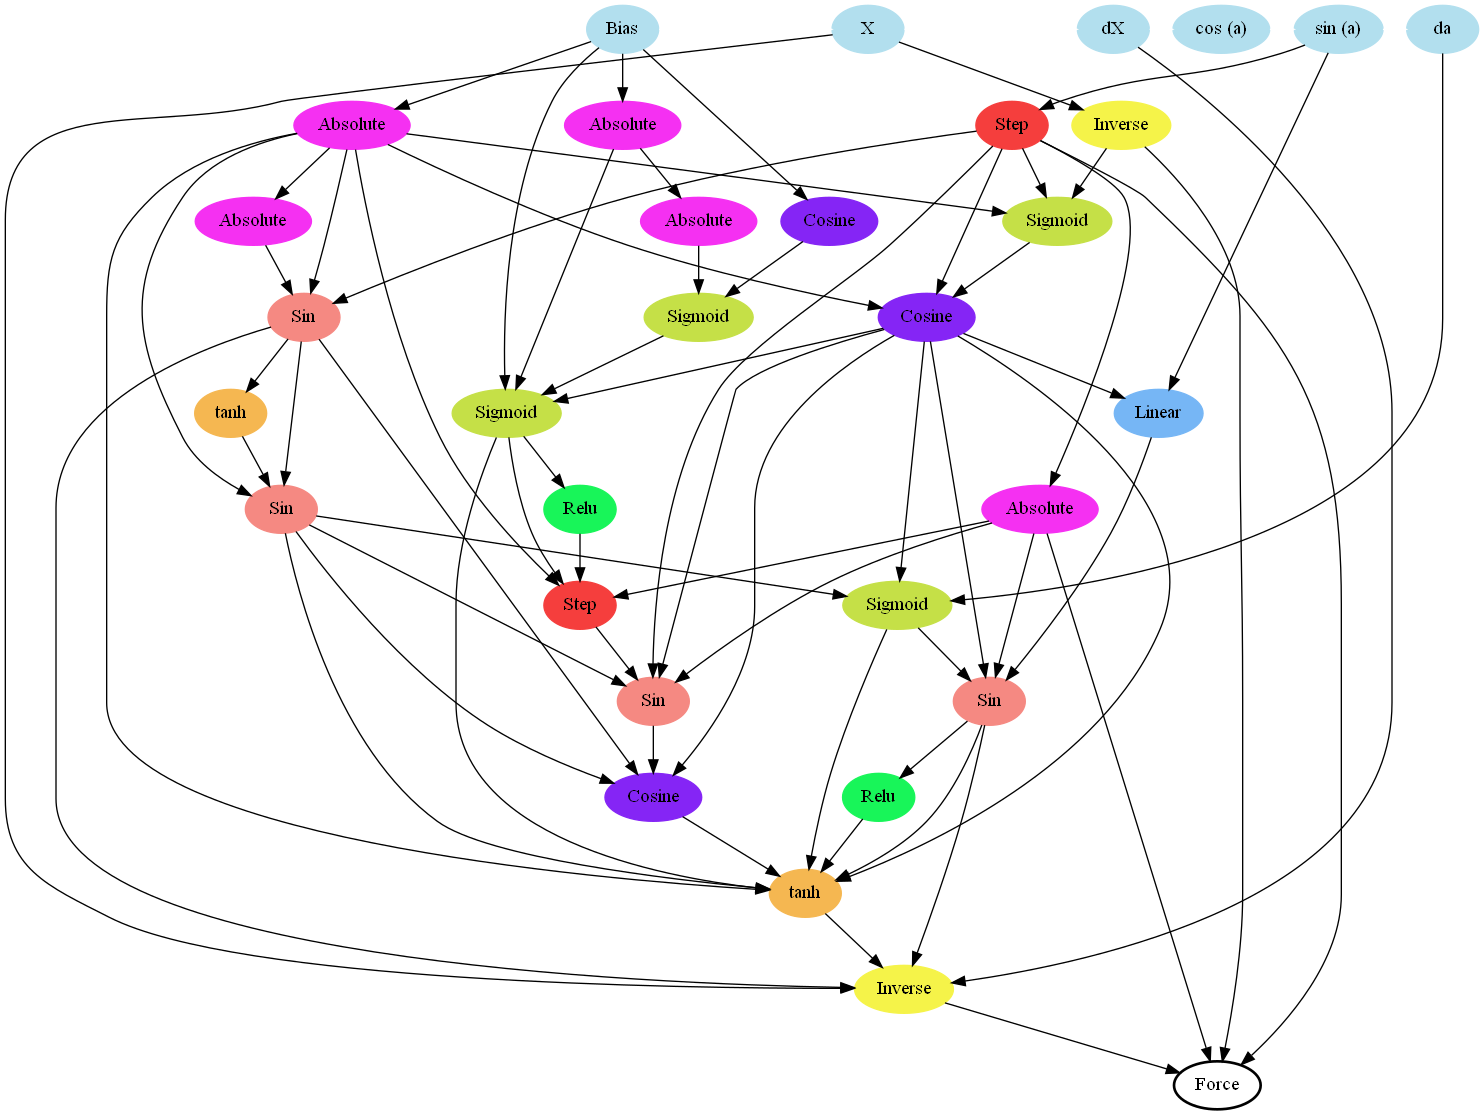 Bias X dX cos (a) sin (a) da
Absolute Absolute Step Inverse
Absolute Absolute Cosine Sigmoid
Sin Sigmoid Cosine
tanh Sigmoid Linear
Sin Relu Absolute
Step Sigmoid
Sin Sin
Cosine Relu
tanh
Inverse
Force